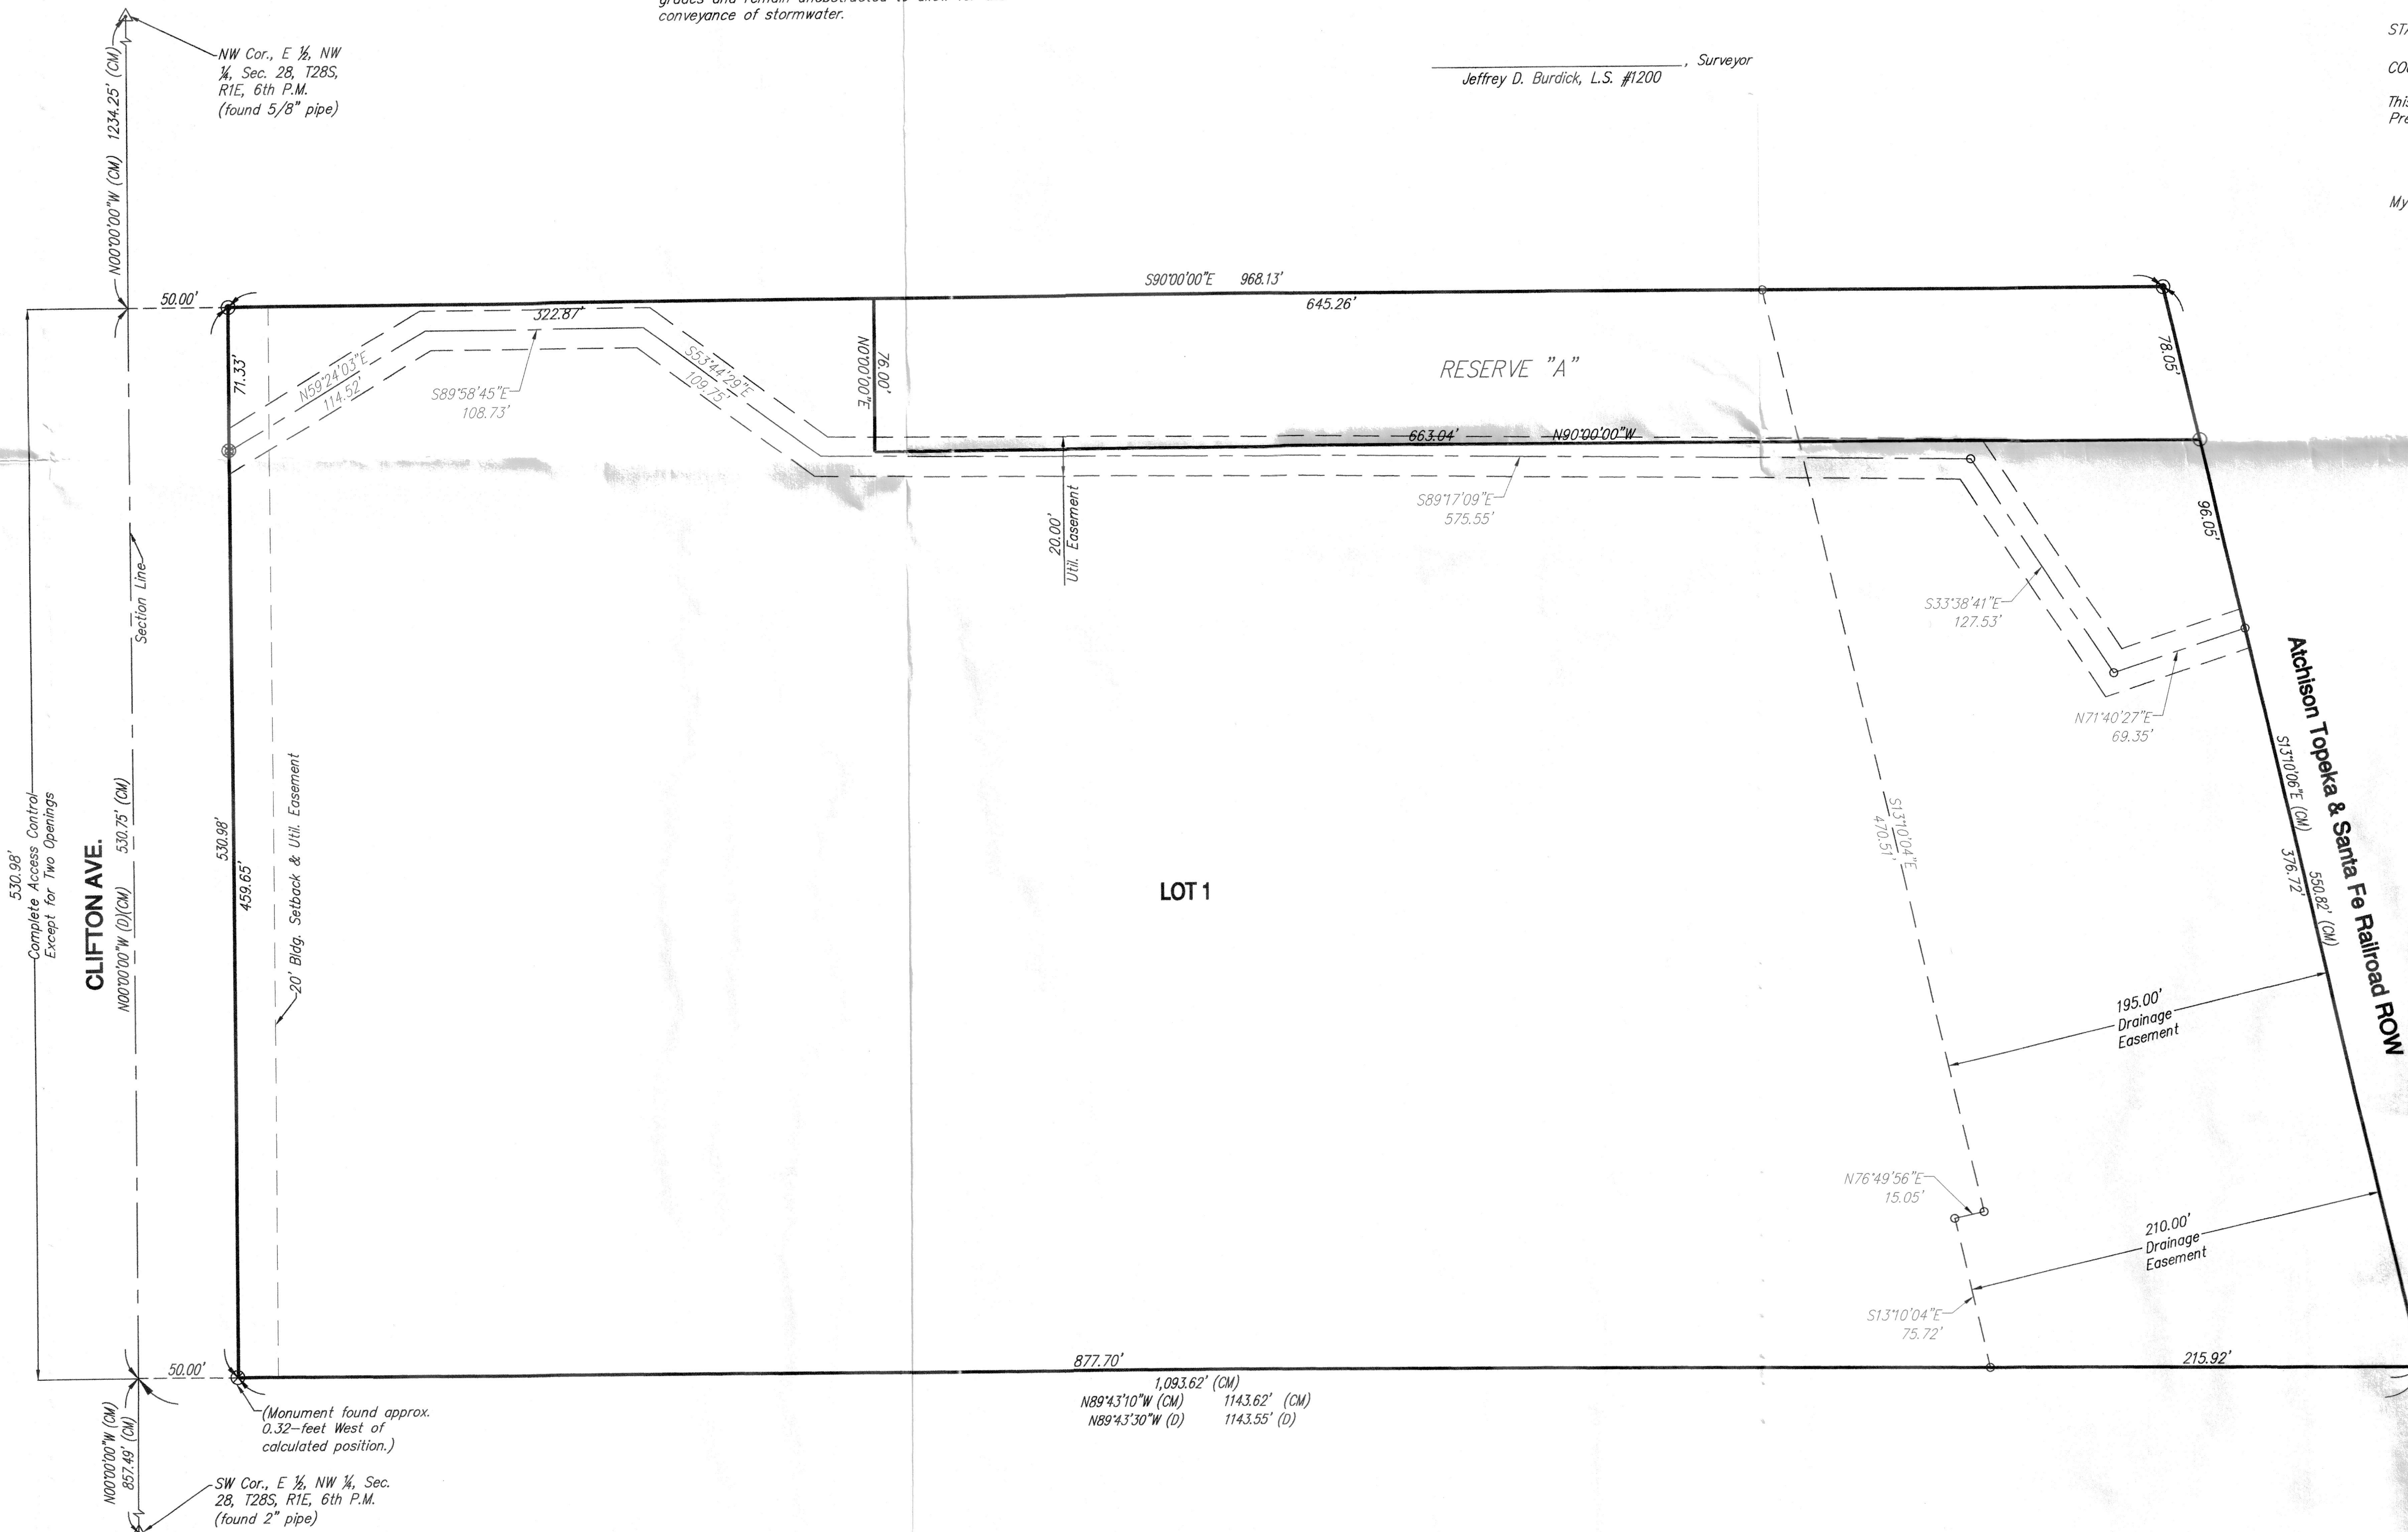 conveyance of stormwater.
NW Cor., E ½, NW
¼, Sec. 28, T28S,
R1E, 6th P.M.
(found 5/8" pipe)
N00°00'00"W (CM) 1234.25' (CM)
, Surveyor
Jeffrey D. Burdick, L.S. #1200
My
50.00'
S90°00'00"E 968.13'
322.87'
645.26'
71.33'
N59°24'03"E
114.52'
S89°58'45"E
108.73'
S53°44'29"E
109.75'
76.00'
N0°00'00"E
RESERVE "A"
78.05'
663.04' N90°00'00"W
20.00'
Util. Easement
S89°17'09"E
575.55'
96.05'
Section Line
S33°38'41"E
127.53'
N71°40'27"E
69.35'
Atchison Topeka & Santa Fe Railroad ROW
S13°10'06"E (CM) 550.82' (CM)
376.72'
530.98'
Complete Access Control
Except for Two Openings
CLIFTON AVE.
N00°00'00"W (D)(CM) 530.75' (CM)
530.98'
459.65'
20' Bldg. Setback & Util. Easement
LOT 1
S13°10'04"E
470.51'
195.00'
Drainage
Easement
N76°49'56"E
15.05'
210.00'
Drainage
Easement
S13°10'04"E
75.72'
50.00'
877.70'
215.92'
1,093.62' (CM)
N89°43'10"W (CM) 1143.62' (CM)
N89°43'30"W (D) 1143.55' (D)
(Monument found approx.
0.32-feet West of
calculated position.)
N00°00'00"W (CM)
857.49' (CM)
SW Cor., E ½, NW ¼, Sec.
28, T28S, R1E, 6th P.M.
(found 2" pipe)